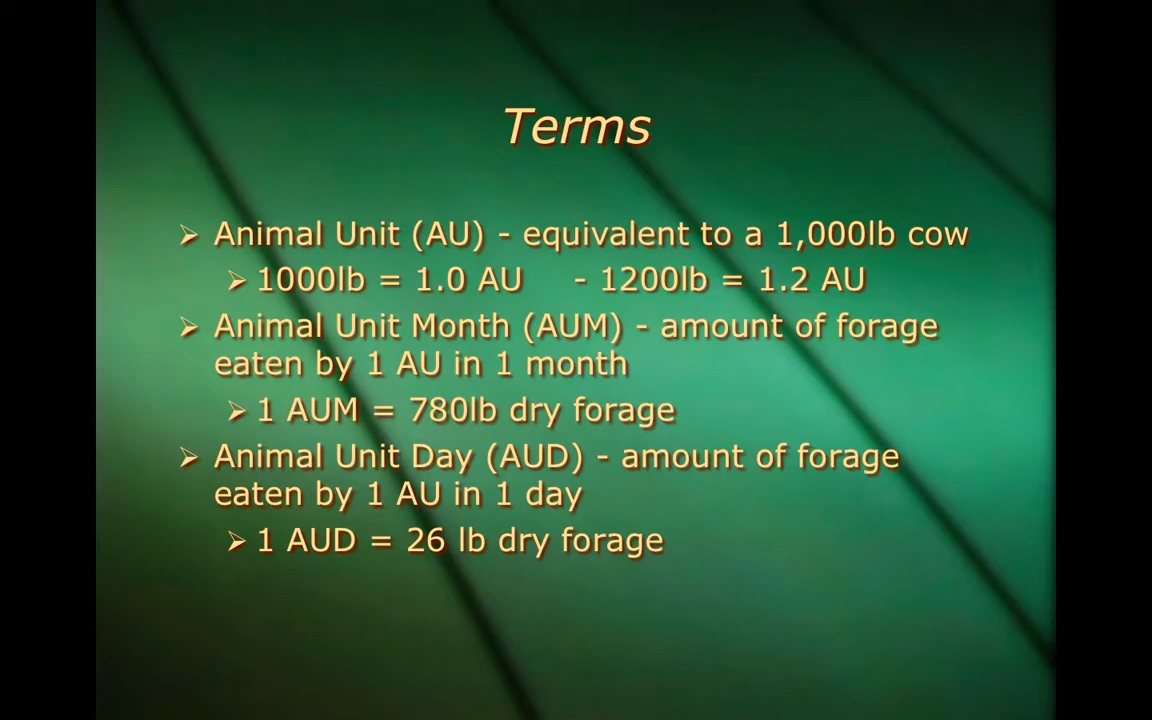 Terms
➢ Animal Unit (AU) - equivalent to a 1,000lb cow
➢ 1000lb = 1.0 AU - 1200lb = 1.2 AU
➢ Animal Unit Month (AUM) - amount of forage
eaten by 1 AU in 1 month
➢ 1 AUM = 780lb dry forage
➢ Animal Unit Day (AUD) - amount of forage
eaten by 1 AU in 1 day
➢ 1 AUD = 26 lb dry forage